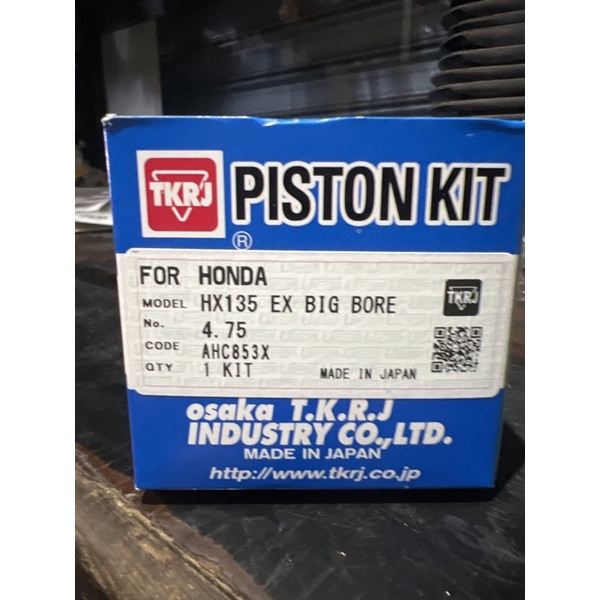 TKRJ PISTON KIT
®
FOR HONDA
MODEL HX135 EX BIG BORE
No. 4.75
CODE AHC853X
QTY 1 KIT MADE IN JAPAN
TKRJ
osaka T.K.R.J
INDUSTRY CO.,LTD.
MADE IN JAPAN
http://www.tkrj.co.jp